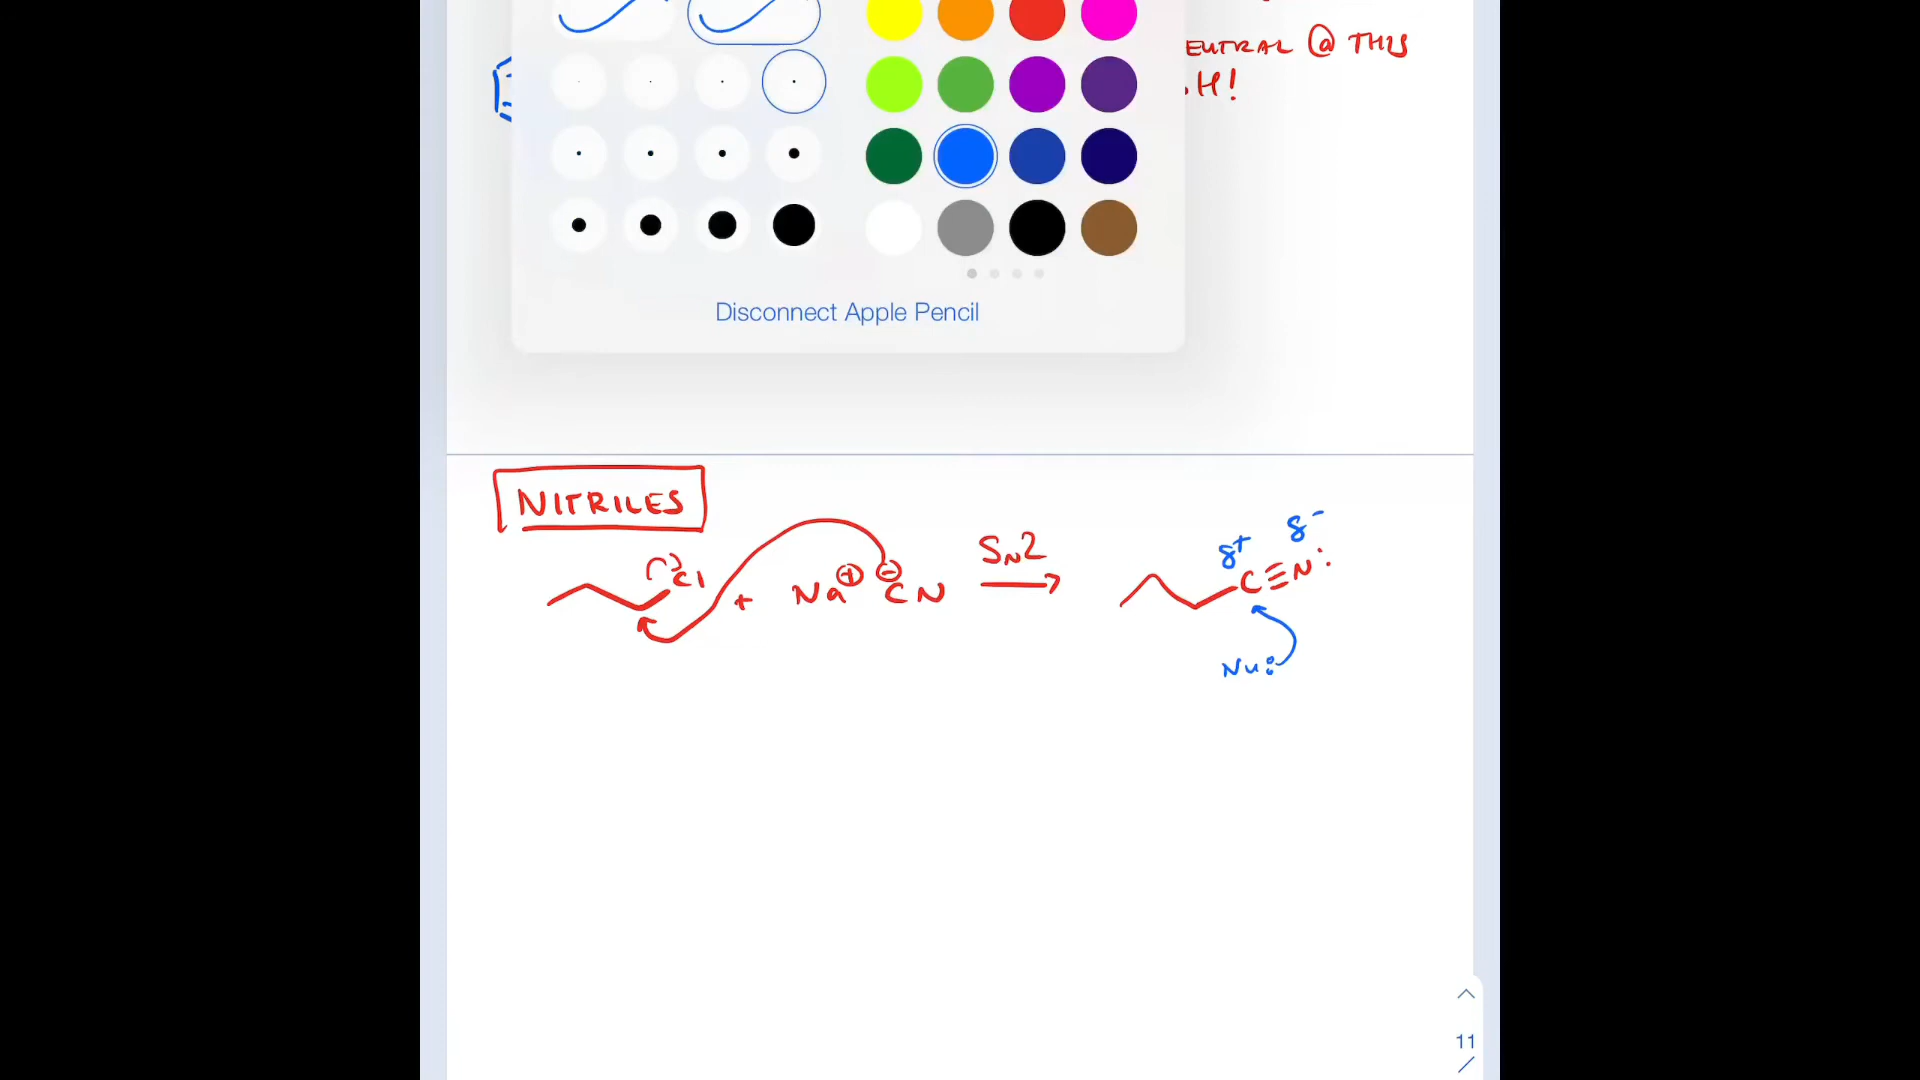 EUTRAL @ THIS
H!
Disconnect Apple Pencil
NITRILES
Cl + Na⊕ ⊖CN SN2 δ+ δ- C≡N:
Nu:
11